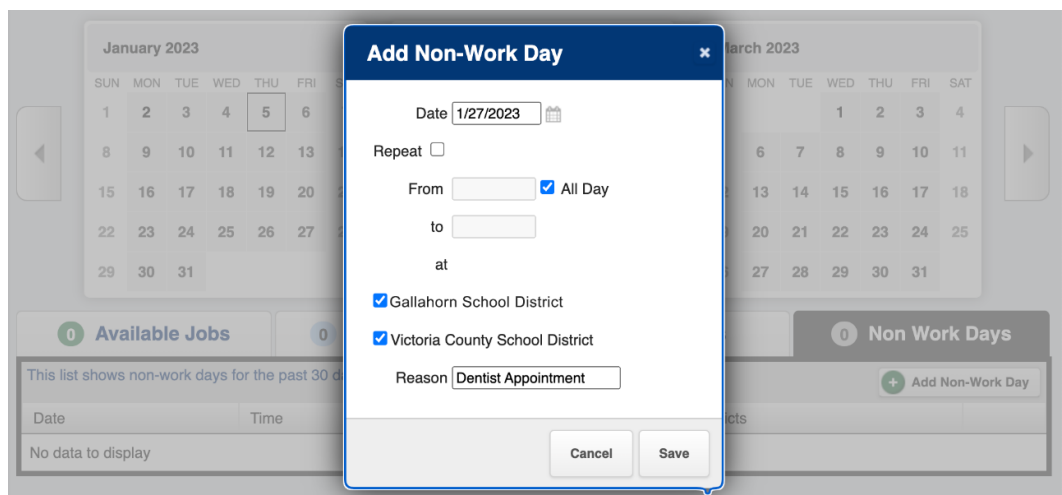 January 2023
SUN MON TUE WED THU FRI
1 2 3 4 5 6
8 9 10 11 12 13
15 16 17 18 19 20
22 23 24 25 26 27
29 30 31
Add Non-Work Day ×
Date 1/27/2023
Repeat
From All Day
to
at
Gallahorn School District
Victoria County School District
Reason Dentist Appointment
Cancel Save
2023
MON TUE WED THU FRI SAT
1 2 3 4
6 7 8 9 10 11
13 14 15 16 17 18
20 21 22 23 24 25
27 28 29 30 31
0 Available Jobs 0 0 Non Work Days
This list shows non-work days for the past 30
Add Non-Work Day
Date Time
No data to display